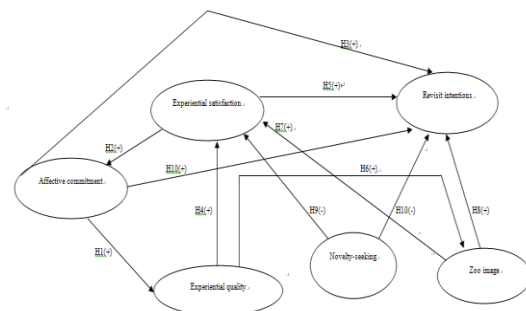 H3(+)
Revisit intentions
H5(+)
Experiential satisfaction
H7(+)
H2(+)
H10(+)
H6(+)
Affective commitment
H4(+)
H9(-)
H10(-)
H8(+)
H1(+)
Novelty-seeking
Zoo image
Experiential quality